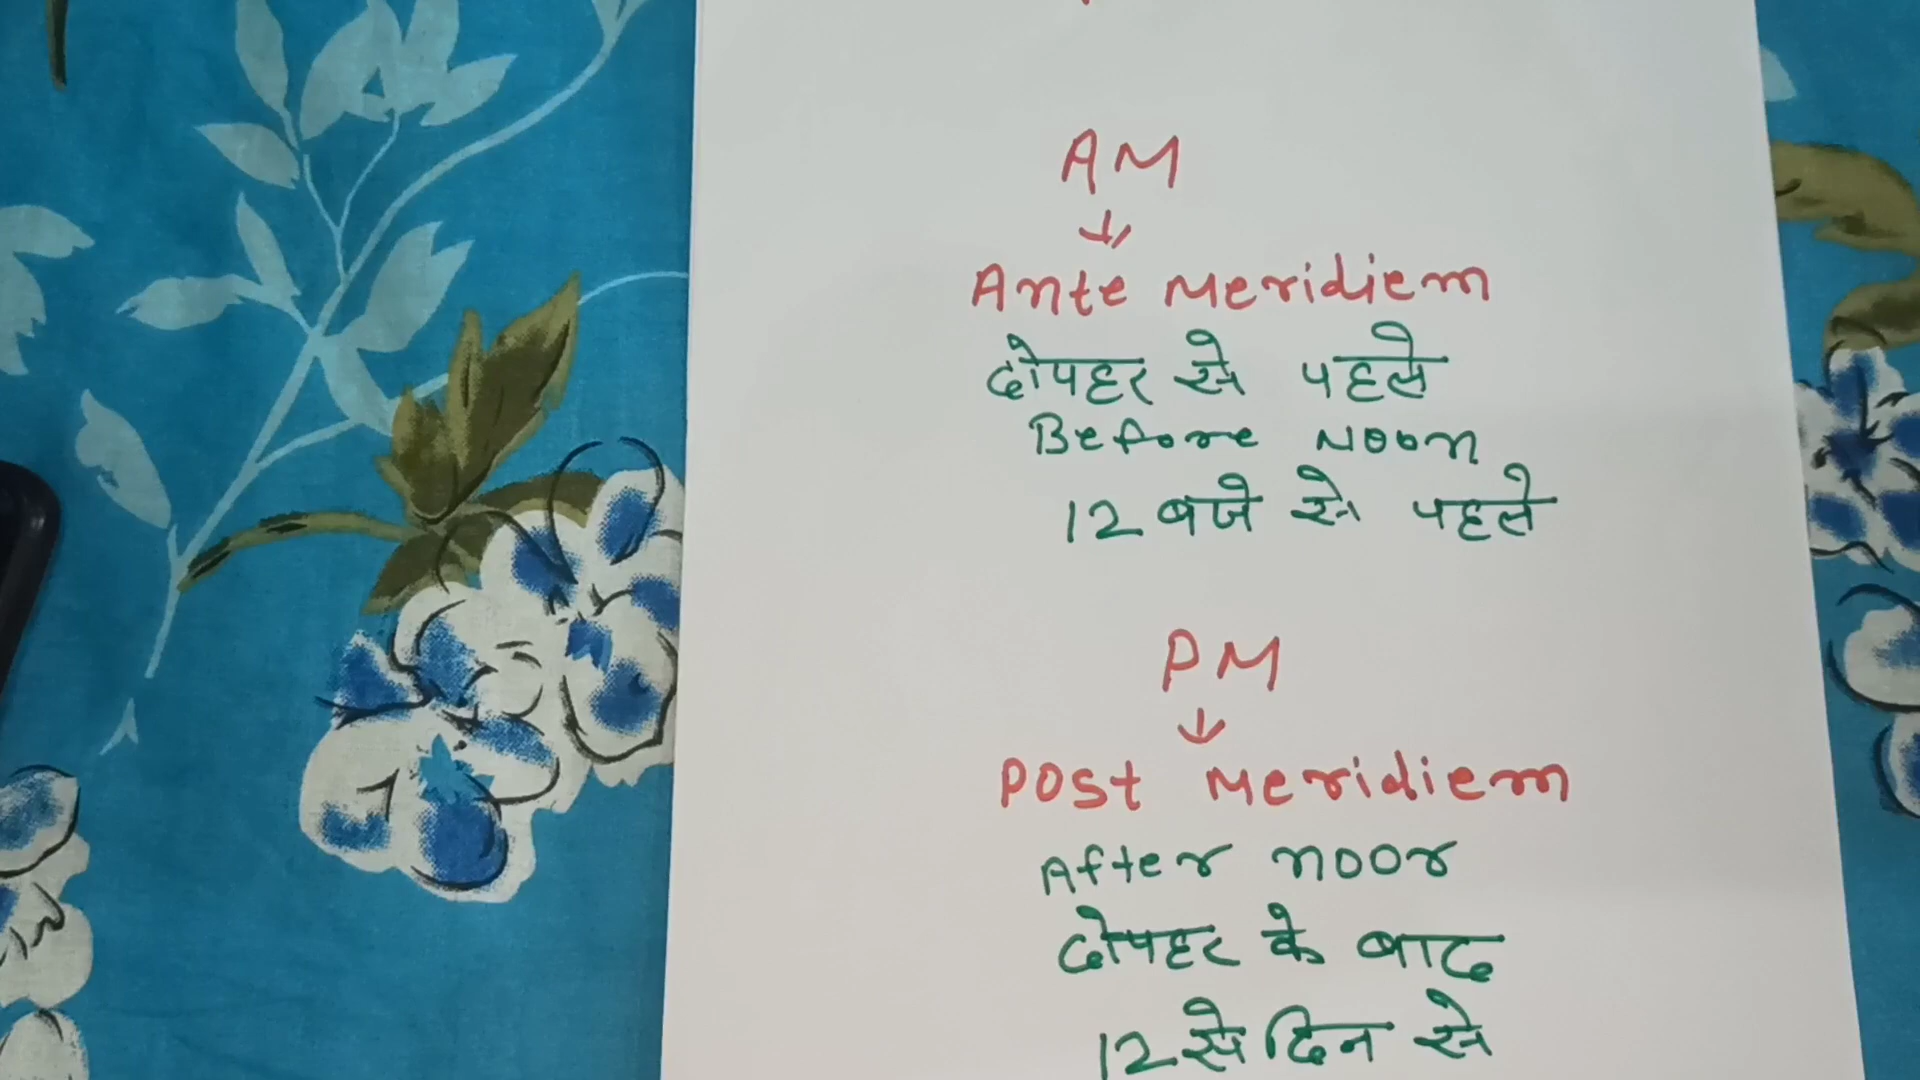 AM
↓
Ante Meridiem
दोपहर से पहले
Before Noon
12 बजे से पहले
PM
↓
Post Meridiem
After noor
दोपहर के बाद
12 से दिन से